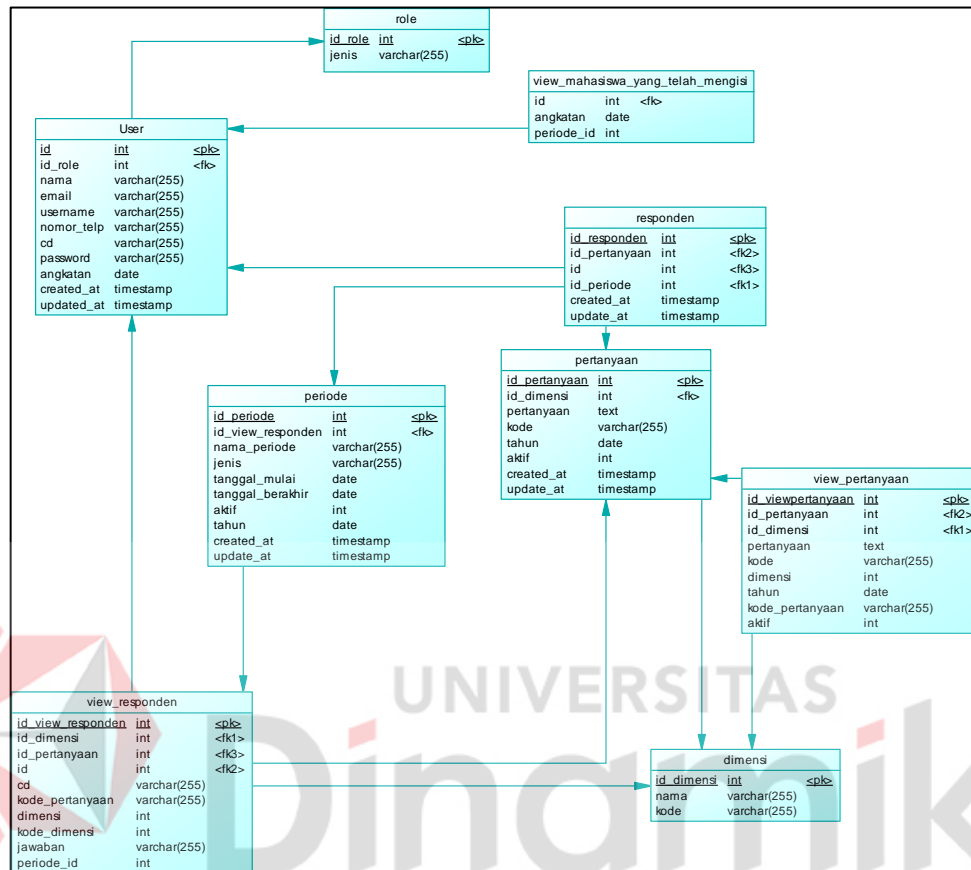 role
id_role int <pk>
jenis varchar(255)
view_mahasiswa_yang_telah_mengisi
id int <fk>
angkatan date
periode_id int
User
id int <pk>
id_role int <fk>
nama varchar(255)
email varchar(255)
username varchar(255)
nomor_telp varchar(255)
cd varchar(255)
password varchar(255)
angkatan date
created_at timestamp
updated_at timestamp
responden
id_responden int <pk>
id_pertanyaan int <fk2>
id int <fk3>
id_periode int <fk1>
created_at timestamp
update_at timestamp
pertanyaan
id_pertanyaan int <pk>
id_dimensi int <fk>
pertanyaan text
kode varchar(255)
tahun date
aktif int
created_at timestamp
update_at timestamp
periode
id_periode int <pk>
id_view_responden int <fk>
nama_periode varchar(255)
jenis varchar(255)
tanggal_mulai date
tanggal_berakhir date
aktif int
tahun date
created_at timestamp
update_at timestamp
view_pertanyaan
id_viewpertanyaan int <pk>
id_pertanyaan int <fk2>
id_dimensi int <fk1>
pertanyaan text
kode varchar(255)
dimensi int
tahun date
kode_pertanyaan varchar(255)
aktif int
view_responden
id_view_responden int <pk>
id_dimensi int <fk1>
id_pertanyaan int <fk3>
id int <fk2>
cd varchar(255)
kode_pertanyaan varchar(255)
dimensi int
kode_dimensi int
jawaban varchar(255)
periode_id int
dimensi
id_dimensi int <pk>
nama varchar(255)
kode varchar(255)
UNIVERSITAS
Dinamik